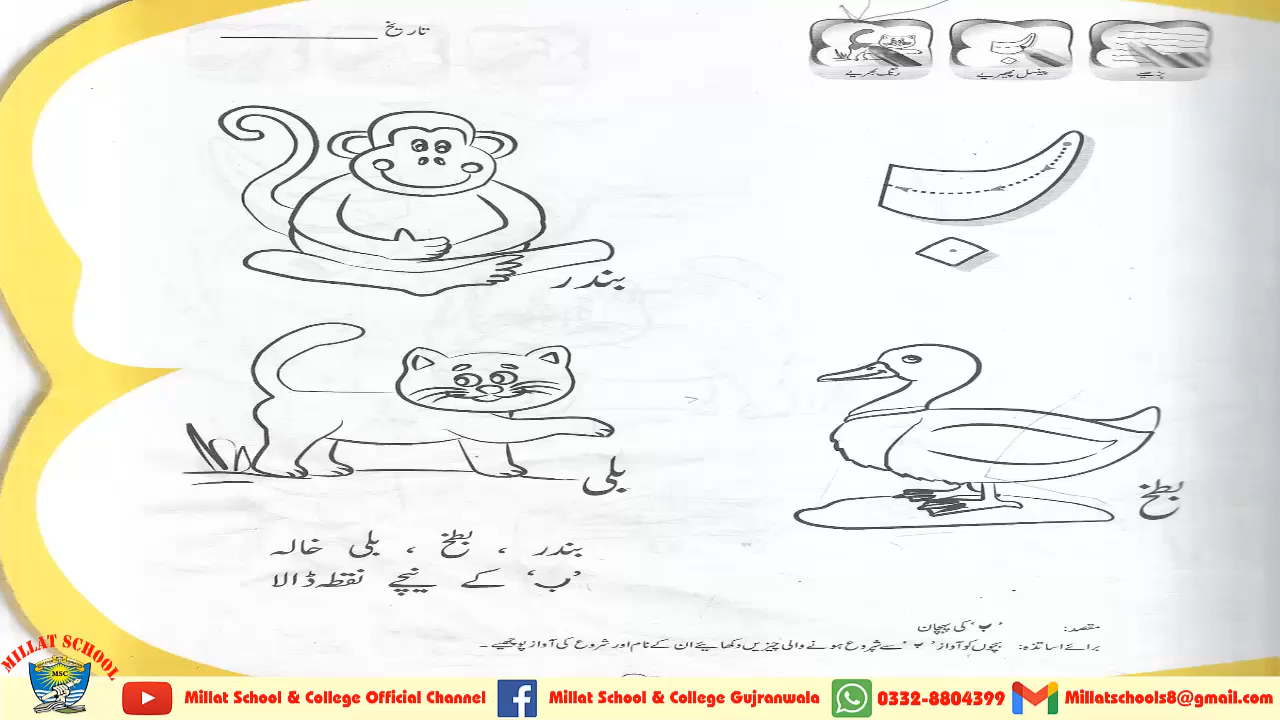 تاریخ
پڑھیے
پنسل پھیریے
رنگ بھریے
بندر
بلی
بطخ
بندر ، بطخ ، بلی خالہ
’ب‘ کے نیچے نقطہ ڈالا
مقصد: ’ب‘ کی پہچان
برائے اساتذہ: بچوں کو آواز ’ب‘ سے شروع ہونے والی چیزیں دکھایئے ان کے نام اور شروع کی آواز پوچھیے۔
MILLAT SCHOOL
MSC
Millat School & College Official Channel
Millat School & College Gujranwala
0332-8804399
Millatschools8@gmail.com